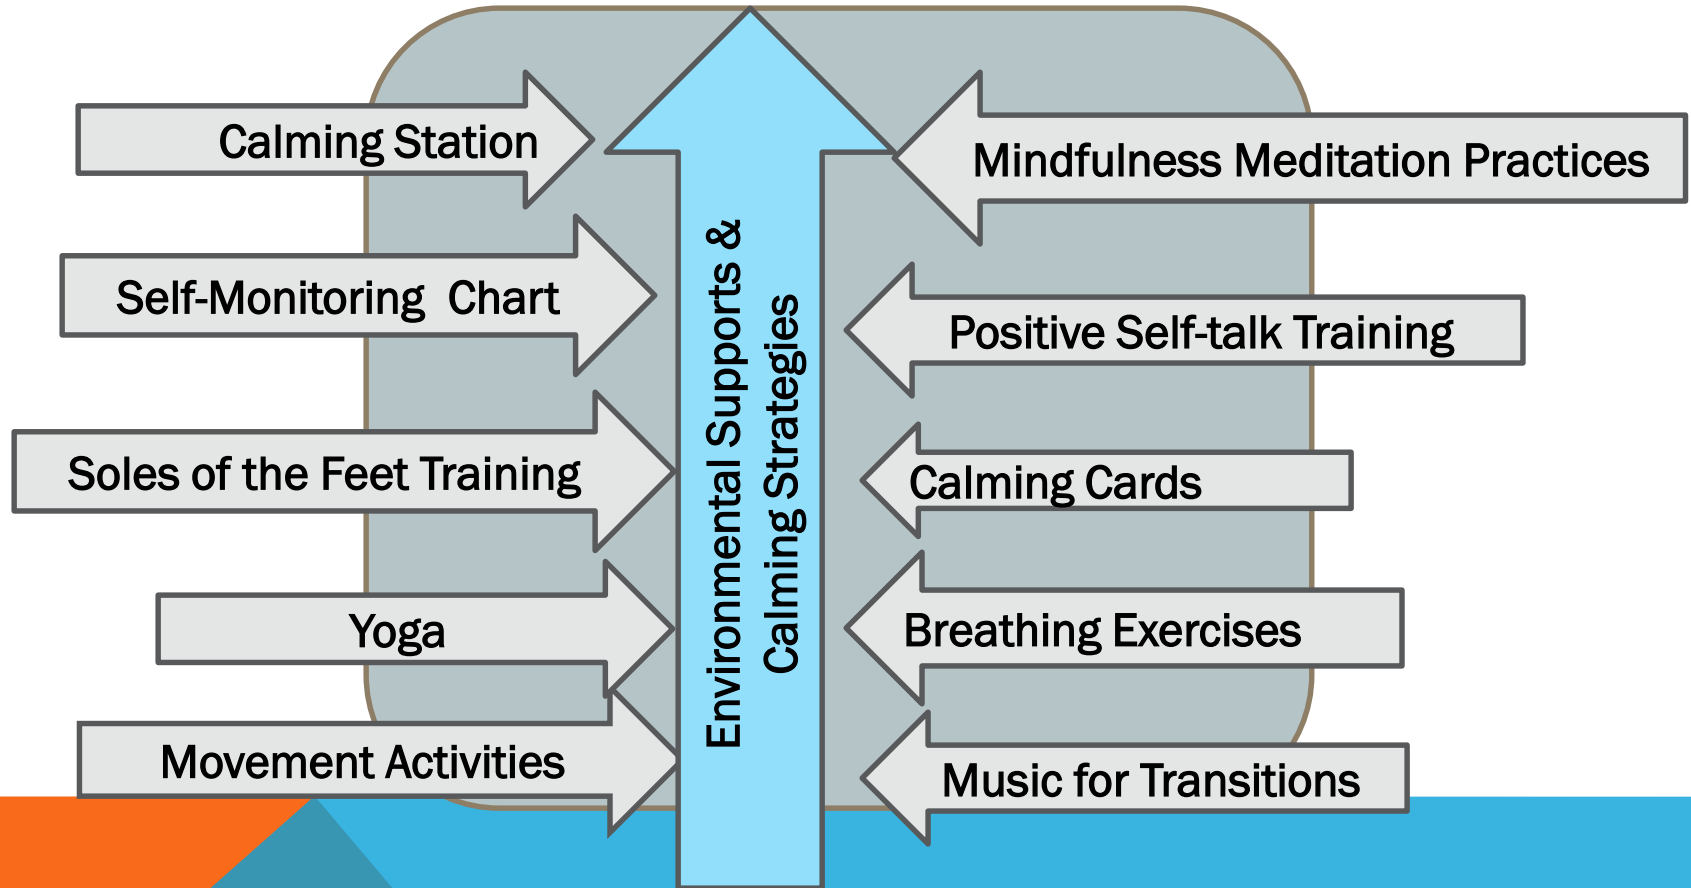 Calming Station
Self-Monitoring  Chart
Soles of the Feet Training
Yoga
Movement Activities
Environmental Supports &
Calming Strategies
Mindfulness Meditation Practices
Positive Self-talk Training
Calming Cards
Breathing Exercises
Music for Transitions